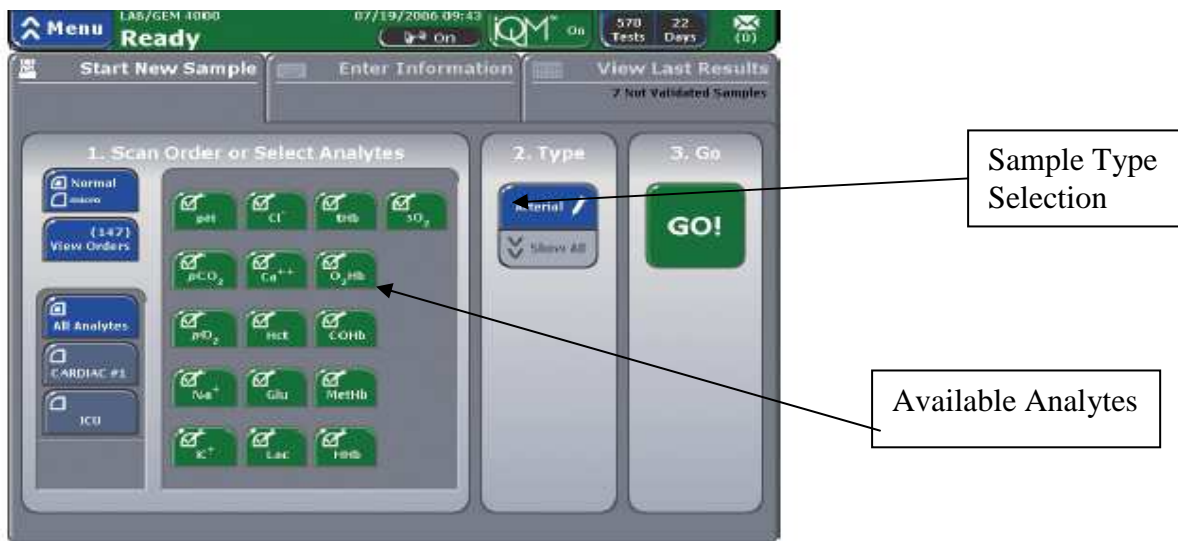 Menu
LAB/GEM 4000
Ready
07/19/2006 09:43
On
iQM™ On
570 Tests
22 Days
(0)
Start New Sample
Enter Information
View Last Results
7 Not Validated Samples
1. Scan Order or Select Analytes
Normal
micro
(147)
View Orders
All Analytes
CARDIAC #1
ICU
pH
Cl⁻
tHb
sO₂
pCO₂
Ca⁺⁺
O₂Hb
pO₂
Hct
COHb
Na⁺
Glu
MetHb
K⁺
Lac
HHb
2. Type
Arterial
Show All
3. Go
GO!
Sample Type
Selection
Available Analytes